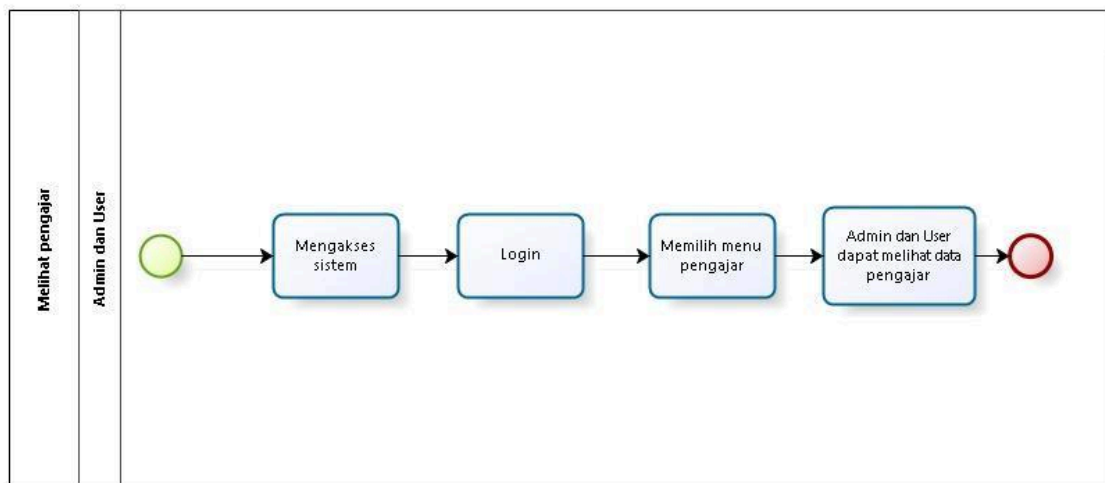 Melihat pengajar
Admin dan User
Mengakses
sistem
Login
Memilih menu
pengajar
Admin dan User
dapat melihat data
pengajar